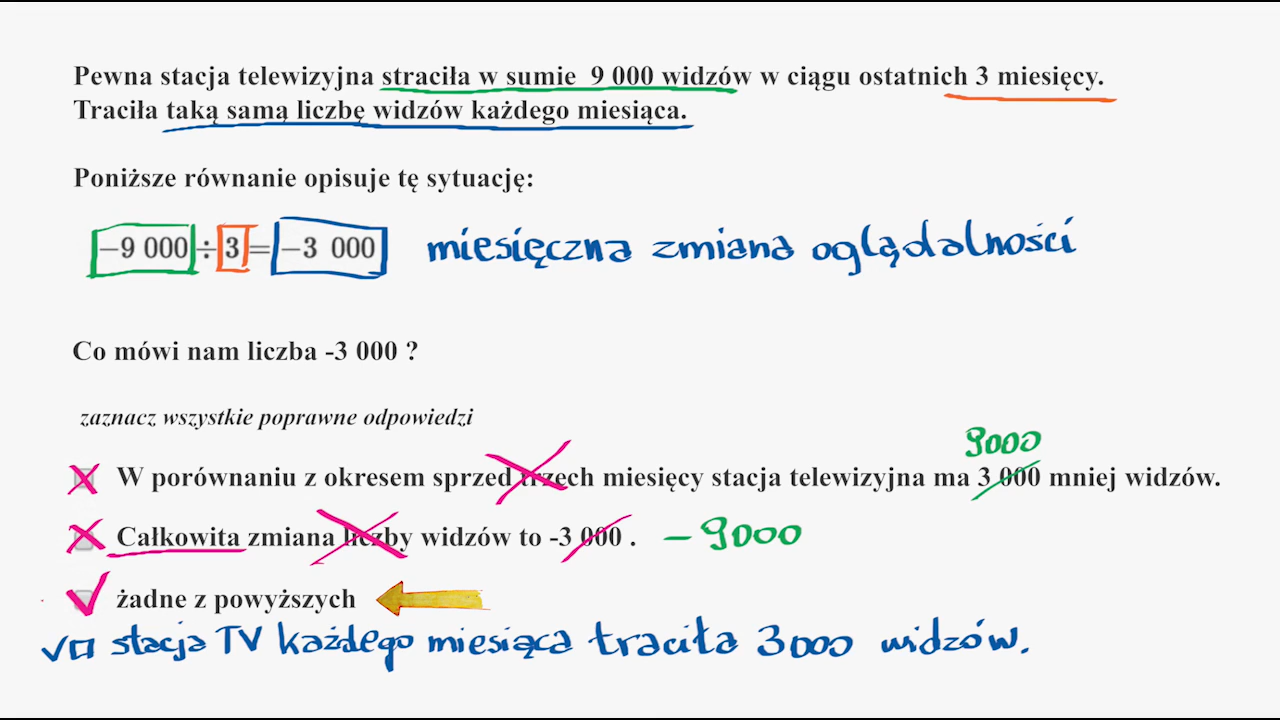 Pewna stacja telewizyjna straciła w sumie 9 000 widzów w ciągu ostatnich 3 miesięcy.
Traciła taką samą liczbę widzów każdego miesiąca.
Poniższe równanie opisuje tę sytuację:
−9 000 ÷ 3 = −3 000 miesięczna zmiana oglądalności
Co mówi nam liczba -3 000 ?
zaznacz wszystkie poprawne odpowiedzi
9000
W porównaniu z okresem sprzed trzech miesięcy stacja telewizyjna ma 3 000 mniej widzów.
Całkowita zmiana liczby widzów to -3 000 . −9000
żadne z powyższych
√□ stacja TV każdego miesiąca traciła 3000 widzów.